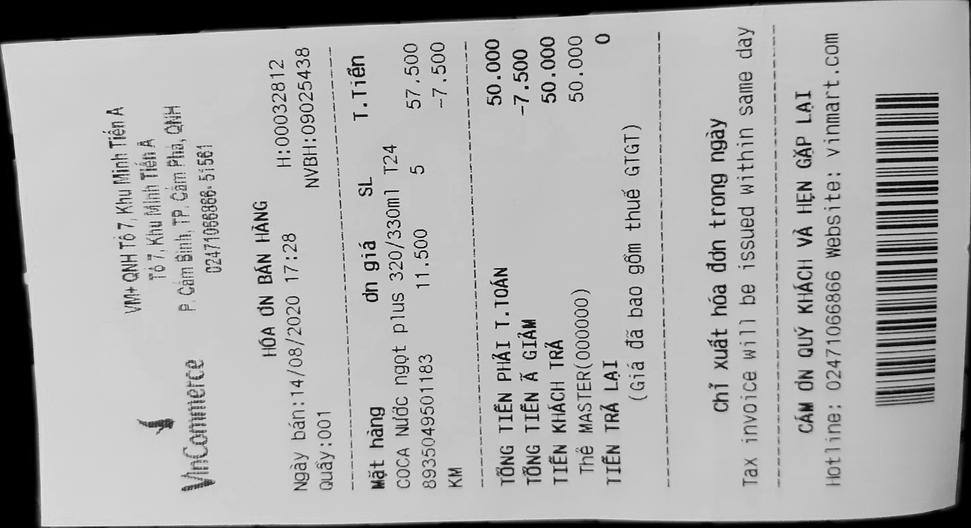 VM+ QNH Tổ 7, Khu Minh Tiến A
Tổ 7, Khu Minh Tiến A
P. Cẩm Bình, TP. Cẩm Phả, QNH
02471066866-51561
VinCommerce
HÓA ĐN BÁN HÀNG
Ngày bán:14/08/2020 17:28 H:00032812
Quầy:001 NVBH:09025438
Mặt hàng đn giá SL T.Tiền
COCA Nước ngọt plus 320/330ml T24
8935049501183 11.500 5 57.500
KM -7.500
TỔNG TIỀN PHẢI T.TOÁN 50.000
TỔNG TIỀN Ã GIẢM -7.500
TIỀN KHÁCH TRẢ 50.000
Thẻ MASTER(000000) 50.000
TIỀN TRẢ LẠI 0
(Giá đã bao gồm thuế GTGT)
Chỉ xuất hóa đơn trong ngày
Tax invoice will be issued within same day
CẢM ƠN QUÝ KHÁCH VÀ HẸN GẶP LẠI
Hotline: 02471066866 Website: vinmart.com